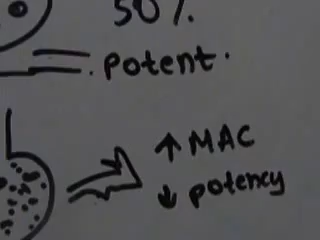 50%.
potent.
↑ MAC
↓ potency